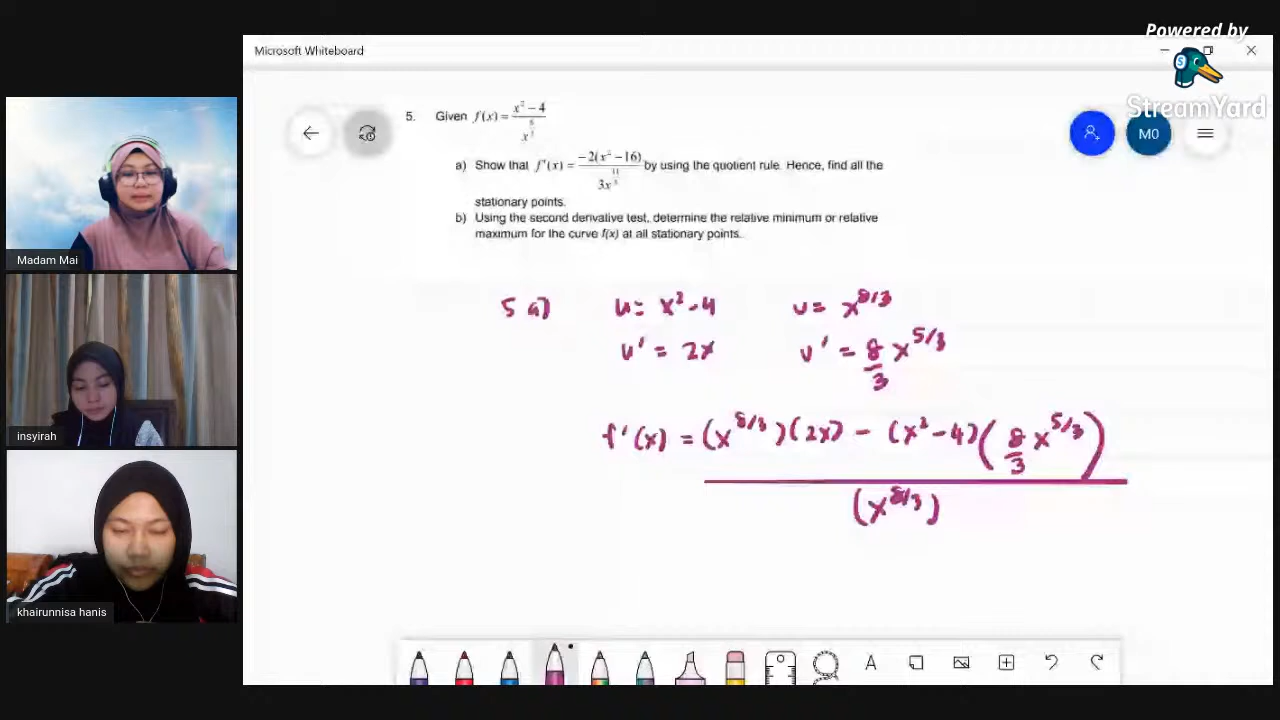 Powered by
StreamYard
Microsoft Whiteboard
MO
5. Given f(x) = (x² - 4) / x^(8/3)
a) Show that f'(x) = -2(x² - 16) / 3x^(11/3) by using the quotient rule. Hence, find all the
stationary points.
b) Using the second derivative test, determine the relative minimum or relative
maximum for the curve f(x) at all stationary points.
5 a) u = x² - 4 v = x^(8/3)
u' = 2x v' = 8/3 x^(5/3)
f'(x) = (x^(8/3))(2x) - (x² - 4)(8/3 x^(5/3))
(x^(8/3))
Madam Mai
insyirah
khairunnisa hanis
A